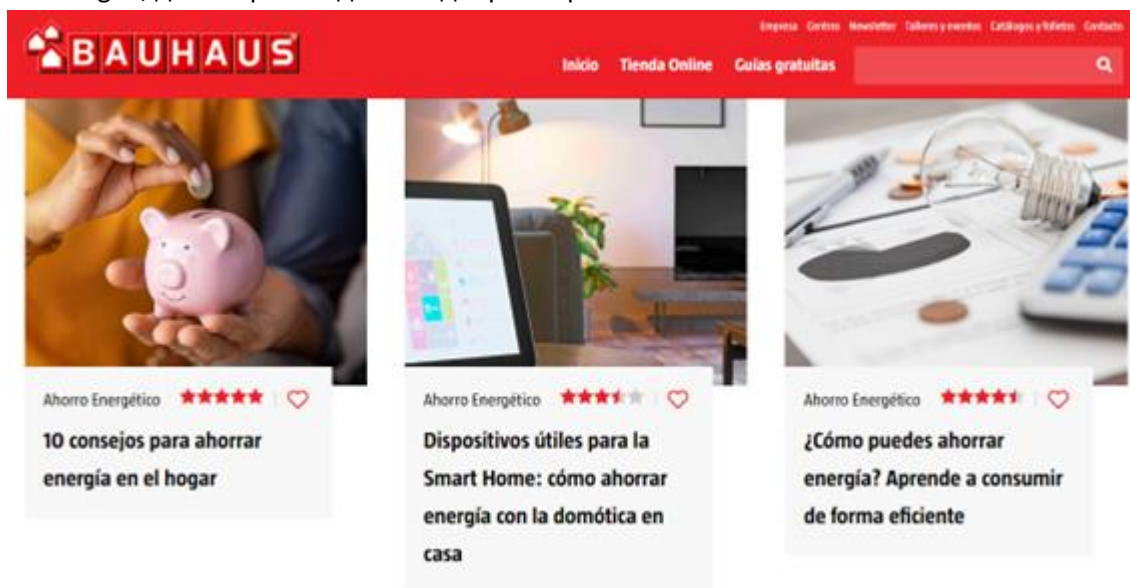 Empresa Centros Newsletter Talleres y eventos Catálogos y folletos Contacto
BAUHAUS
Inicio Tienda Online Guías gratuitas
Ahorro Energético
10 consejos para ahorrar
energía en el hogar
Ahorro Energético
Dispositivos útiles para la
Smart Home: cómo ahorrar
energía con la domótica en
casa
Ahorro Energético
¿Cómo puedes ahorrar
energía? Aprende a consumir
de forma eficiente